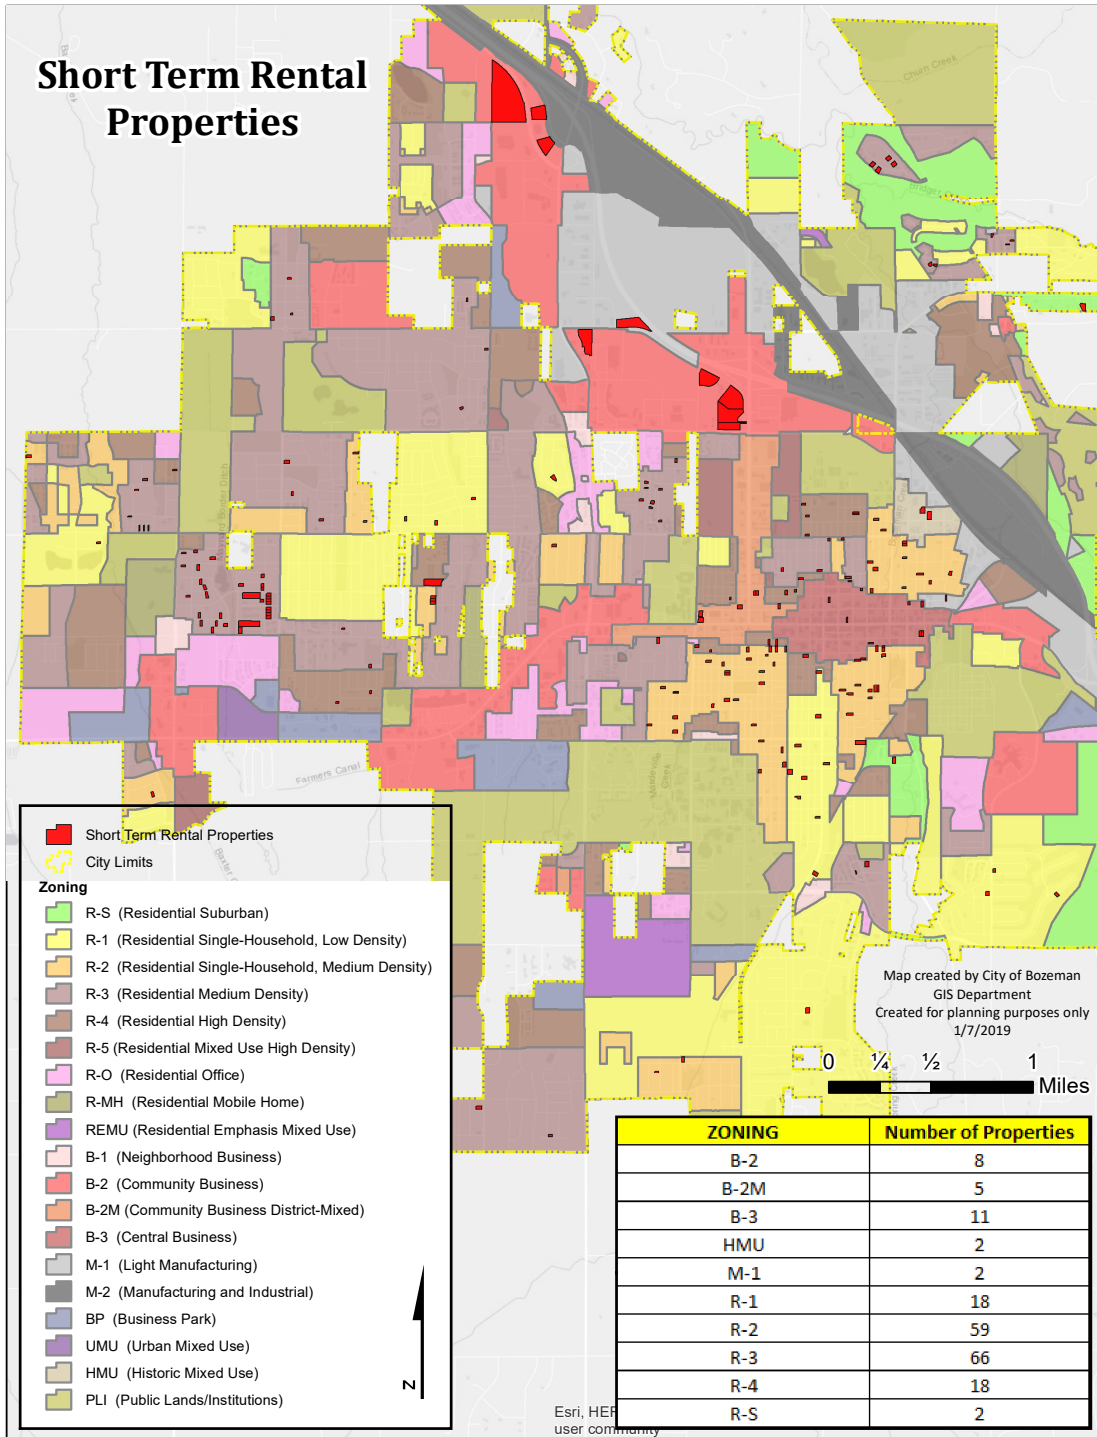 Short Term Rental
Properties
Churn Creek
Farmers Canal
Mandeville
Creek
Short Term Rental Properties
City Limits
Zoning
R-S (Residential Suburban)
R-1 (Residential Single-Household, Low Density)
R-2 (Residential Single-Household, Medium Density)
R-3 (Residential Medium Density)
R-4 (Residential High Density)
R-5 (Residential Mixed Use High Density)
R-O (Residential Office)
R-MH (Residential Mobile Home)
REMU (Residential Emphasis Mixed Use)
B-1 (Neighborhood Business)
B-2 (Community Business)
B-2M (Community Business District-Mixed)
B-3 (Central Business)
M-1 (Light Manufacturing)
M-2 (Manufacturing and Industrial)
BP (Business Park)
UMU (Urban Mixed Use)
HMU (Historic Mixed Use)
PLI (Public Lands/Institutions)
N
Map created by City of Bozeman
GIS Department
Created for planning purposes only
1/7/2019
0 ¼ ½ 1
Miles
ZONING Number of Properties
B-2 8
B-2M 5
B-3 11
HMU 2
M-1 2
R-1 18
R-2 59
R-3 66
R-4 18
R-S 2
Esri,
user community